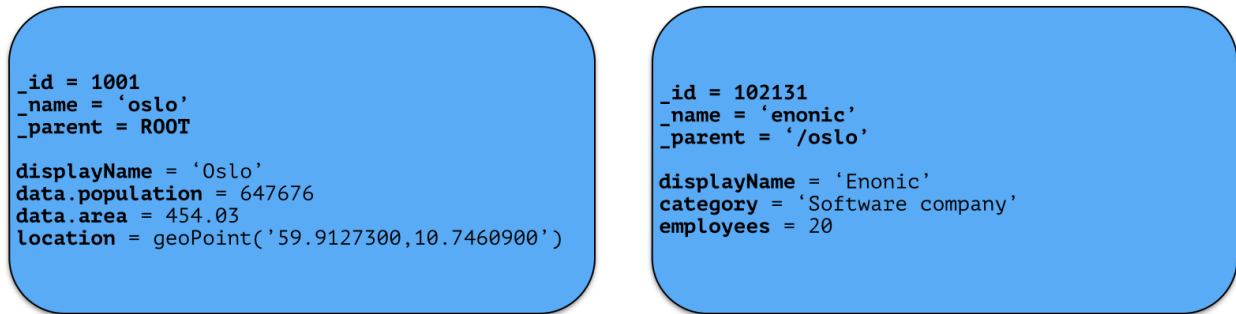 _id = 1001
_name = ‘oslo’
_parent = ROOT
displayName = ‘Oslo’
data.population = 647676
data.area = 454.03
location = geoPoint(’59.9127300,10.7460900’)
_id = 102131
_name = ‘enonic’
_parent = ‘/oslo’
displayName = ‘Enonic’
category = ‘Software company’
employees = 20